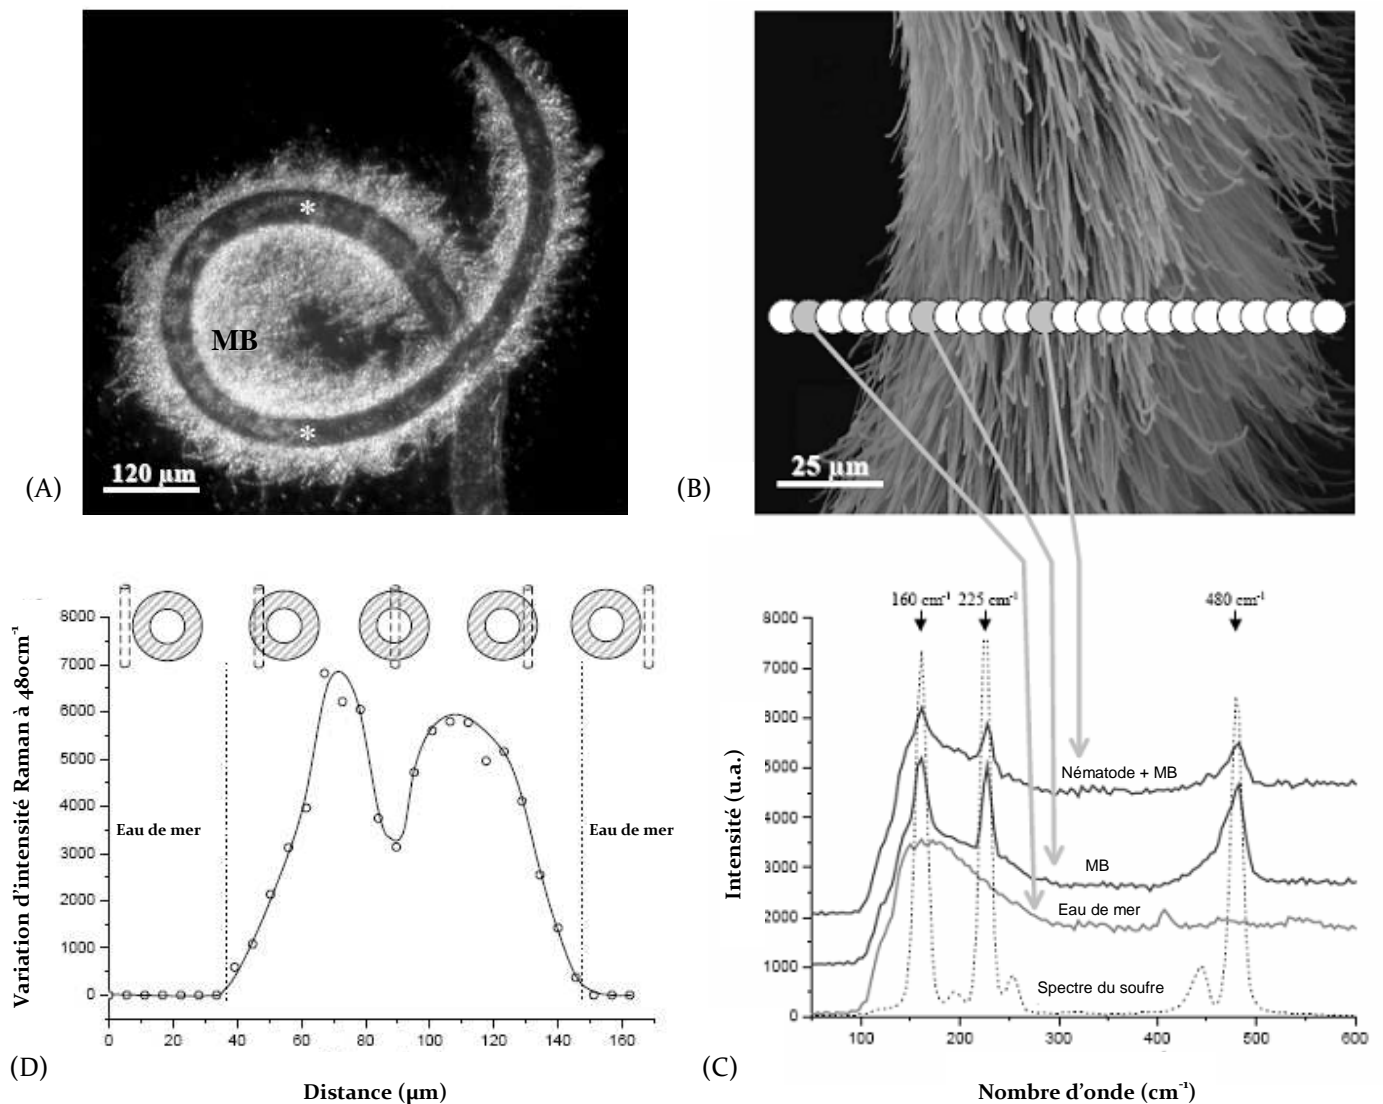 *
MB
*
120 µm
(A)
25 µm
(B)
Variation d'intensité Raman à 480cm⁻¹
8000
7000
6000
5000
4000
3000
2000
1000
0
Eau de mer
Eau de mer
0
20
40
60
80
100
120
140
160
Distance (µm)
(D)
Intensité (u.a.)
160 cm⁻¹
225 cm⁻¹
480 cm⁻¹
8000
7000
6000
5000
4000
3000
2000
1000
0
Nématode + MB
MB
Eau de mer
Spectre du soufre
100
200
300
400
500
600
Nombre d'onde (cm⁻¹)
(C)